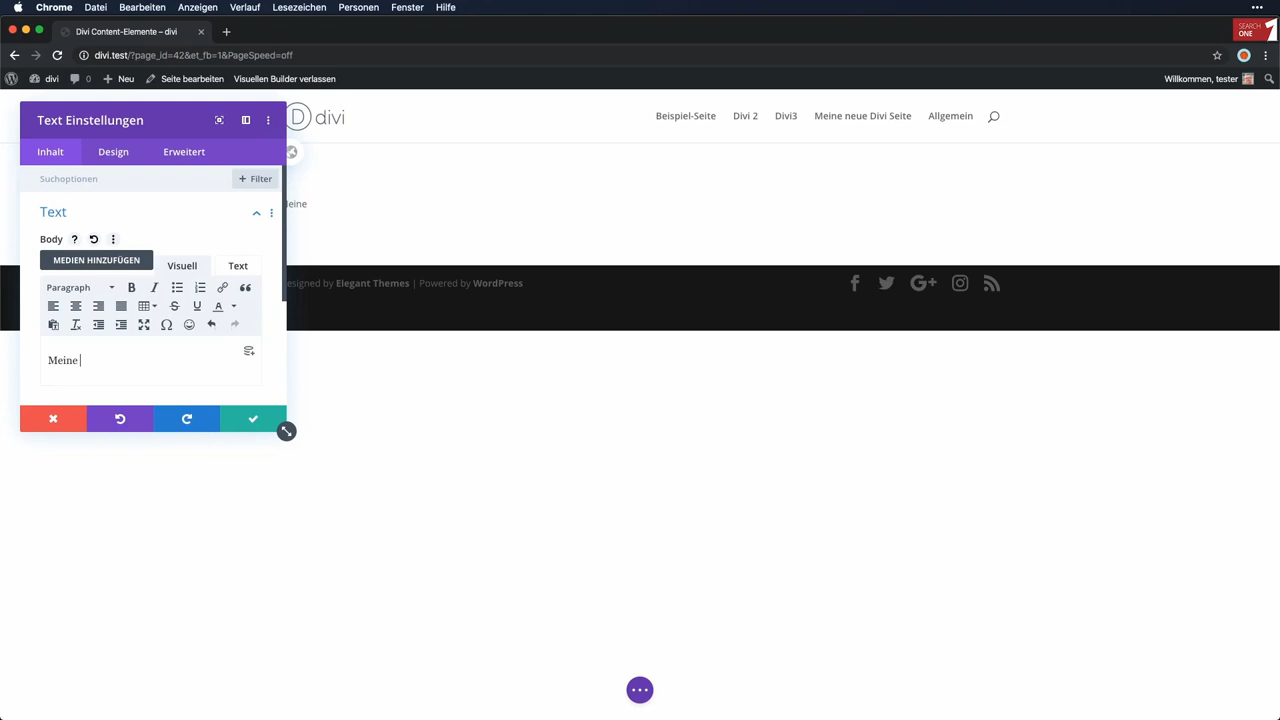 Chrome Datei Bearbeiten Anzeigen Verlauf Lesezeichen Personen Fenster Hilfe
Divi Content-Elemente – divi
SEARCH ONE 1
divi.test/?page_id=42&et_fb=1&PageSpeed=off
divi 0 Neu Seite bearbeiten Visuellen Builder verlassen Willkommen, tester
D divi Beispiel-Seite Divi 2 Divi3 Meine neue Divi Seite Allgemein
Text Einstellungen
Inhalt Design Erweitert
Suchoptionen + Filter
Text
Body ?
MEDIEN HINZUFÜGEN Visuell Text
Paragraph B I
U A
Meine
eine
esigned by Elegant Themes | Powered by WordPress